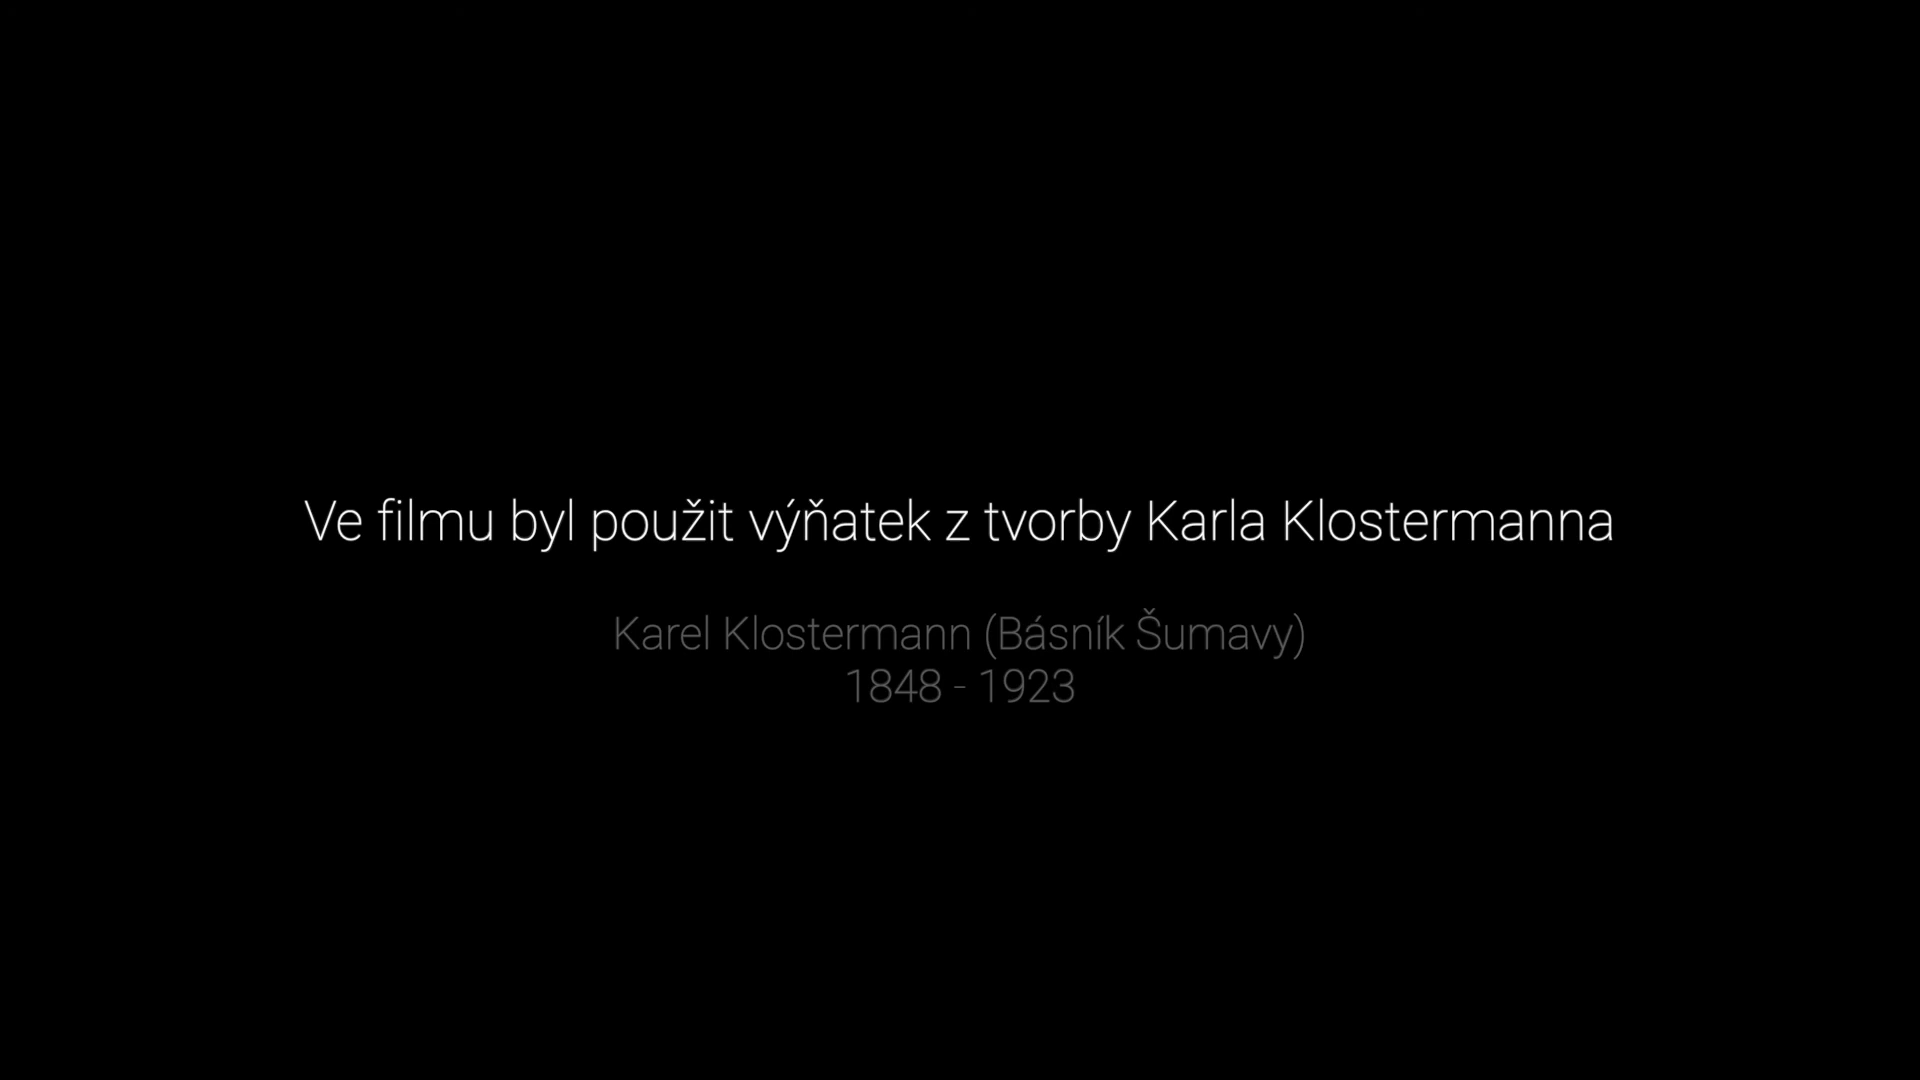 Ve filmu byl použit výňatek z tvorby Karla Klostermanna
Karel Klostermann (Básník Šumavy)
1848 - 1923